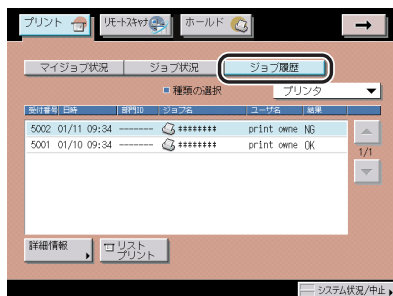 プリント リモートスキャナ ホールド →
マイジョブ状況 ジョブ状況 ジョブ履歴
■ 種類の選択 プリンタ ▼
受付番号 日時 部門ID ジョブ名 ユーザ名 結果
5002 01/11 09:34 ------- ******** print owne NG
5001 01/10 09:34 ------- ******** print owne OK
1/1
詳細情報 リスト
プリント
システム状況/中止